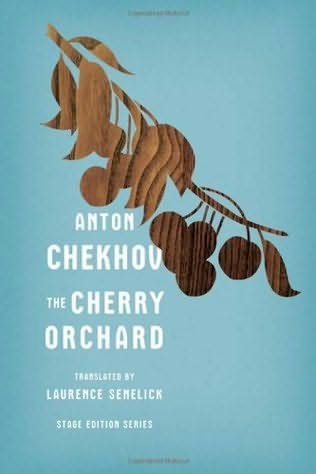 ANTON
CHEKHOV
THE CHERRY
ORCHARD
TRANSLATED BY
LAURENCE SENELICK
STAGE EDITION SERIES